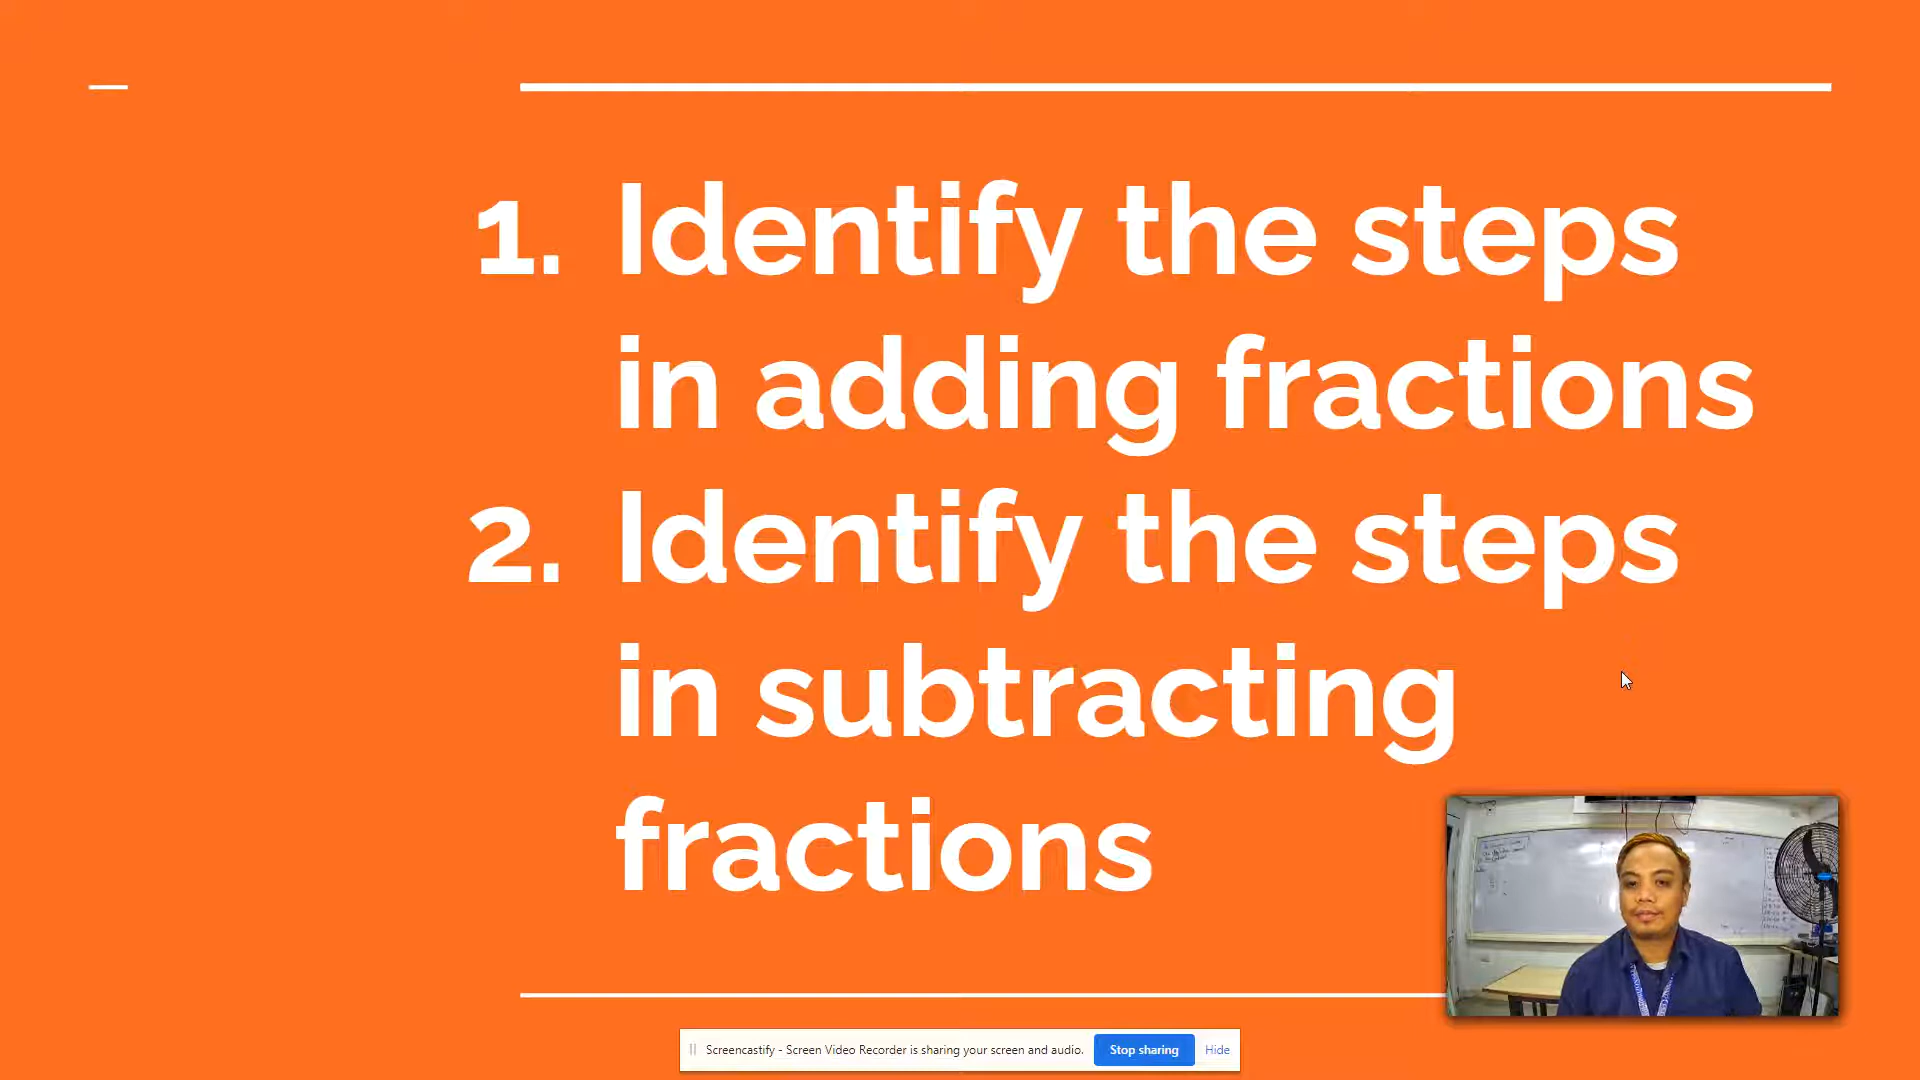 1. Identify the steps
in adding fractions
2. Identify the steps
in subtracting
fractions
Screencastify - Screen Video Recorder is sharing your screen and audio. Stop sharing Hide